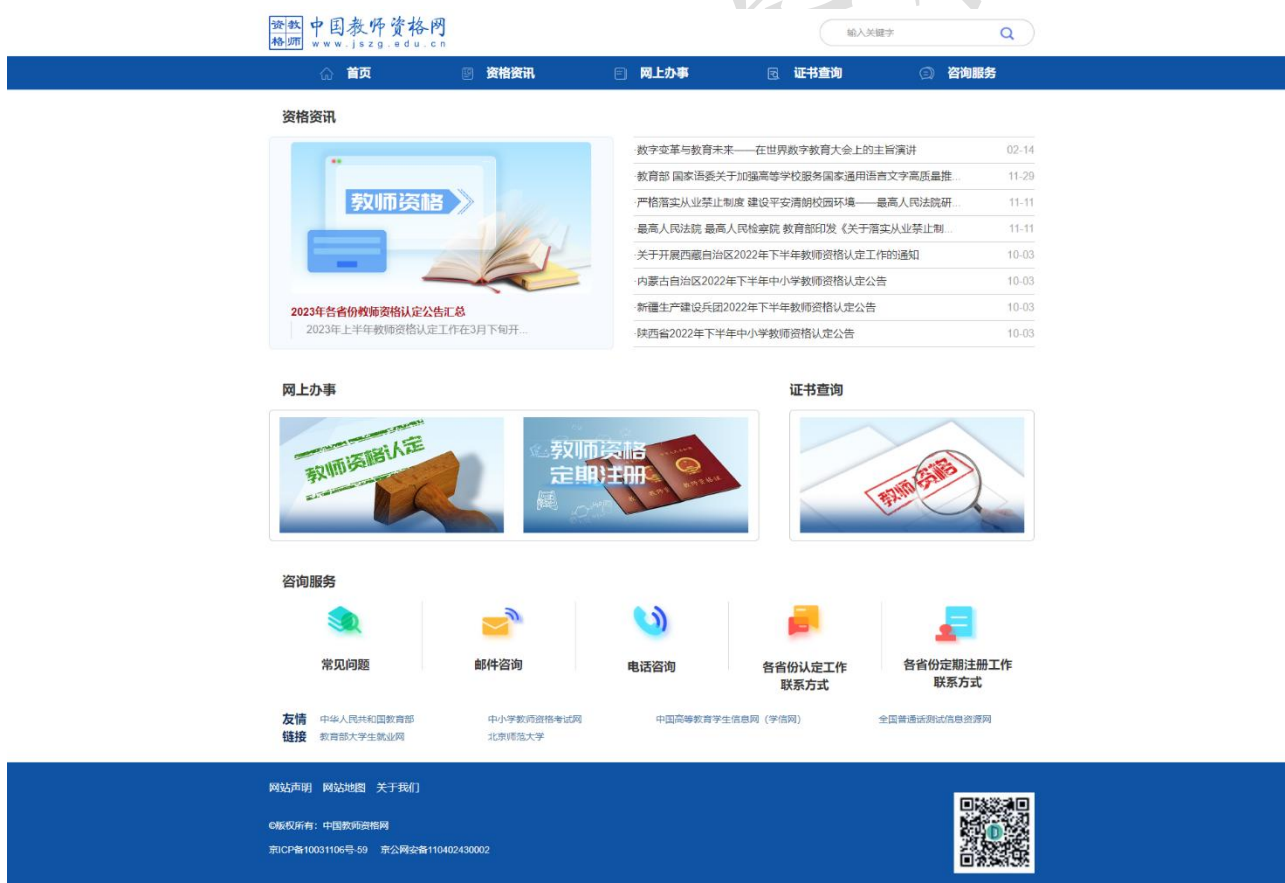 资教
格师
中国教师资格网
www.jszg.edu.cn
输入关键字
首页 资格资讯 网上办事 证书查询 咨询服务
资格资讯
教师资格
2023年各省份教师资格认定公告汇总
2023年上半年教师资格认定工作在3月下旬开...
·数字变革与教育未来——在世界数字教育大会上的主旨演讲 02-14
·教育部 国家语委关于加强高等学校服务国家通用语言文字高质量推... 11-29
·严格落实从业禁止制度 建设平安清朗校园环境——最高人民法院研... 11-11
·最高人民法院 最高人民检察院 教育部印发《关于落实从业禁止制... 11-11
·关于开展西藏自治区2022年下半年教师资格认定工作的通知 10-03
·内蒙古自治区2022年下半年中小学教师资格认定公告 10-03
·新疆生产建设兵团2022年下半年教师资格认定公告 10-03
·陕西省2022年下半年中小学教师资格认定公告 10-03
网上办事
证书查询
教师资格认定
教师资格
定期注册
教师资格
咨询服务
常见问题
邮件咨询
电话咨询
各省份认定工作
联系方式
各省份定期注册工作
联系方式
友情
链接
中华人民共和国教育部 中小学教师资格考试网 中国高等教育学生信息网（学信网） 全国普通话测试信息资源网
教育部大学生就业网 北京师范大学
网站声明 网站地图 关于我们
©版权所有：中国教师资格网
京ICP备10031106号-59 京公网安备110402430002